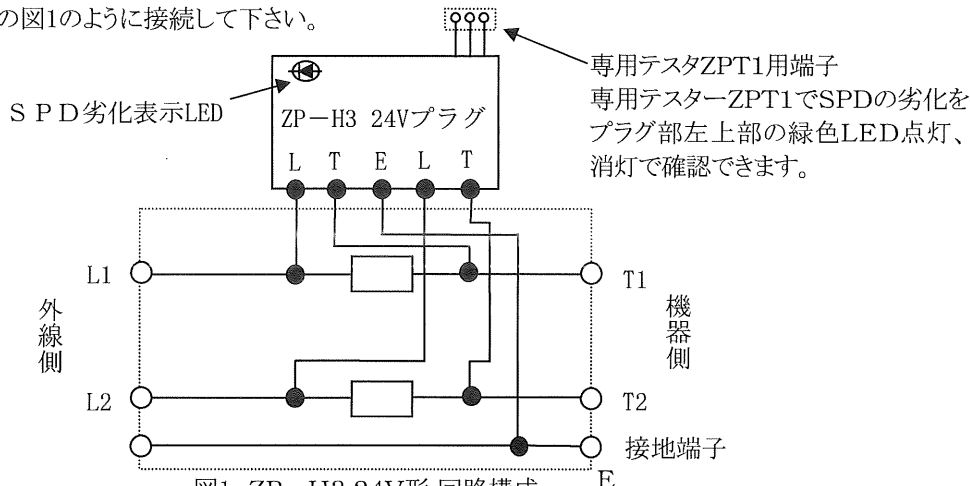 の図1のように接続して下さい。
専用テスタZPT1用端子
専用テスターZPT1でSPDの劣化を
プラグ部左上部の緑色LED点灯、
消灯で確認できます。
ＳＰＤ劣化表示LED
ZP－H3 24Vプラグ
L T E L T
L1
T1
外線側
機器側
L2
T2
接地端子
E
図1 ZP－H3 24V形 回路構成